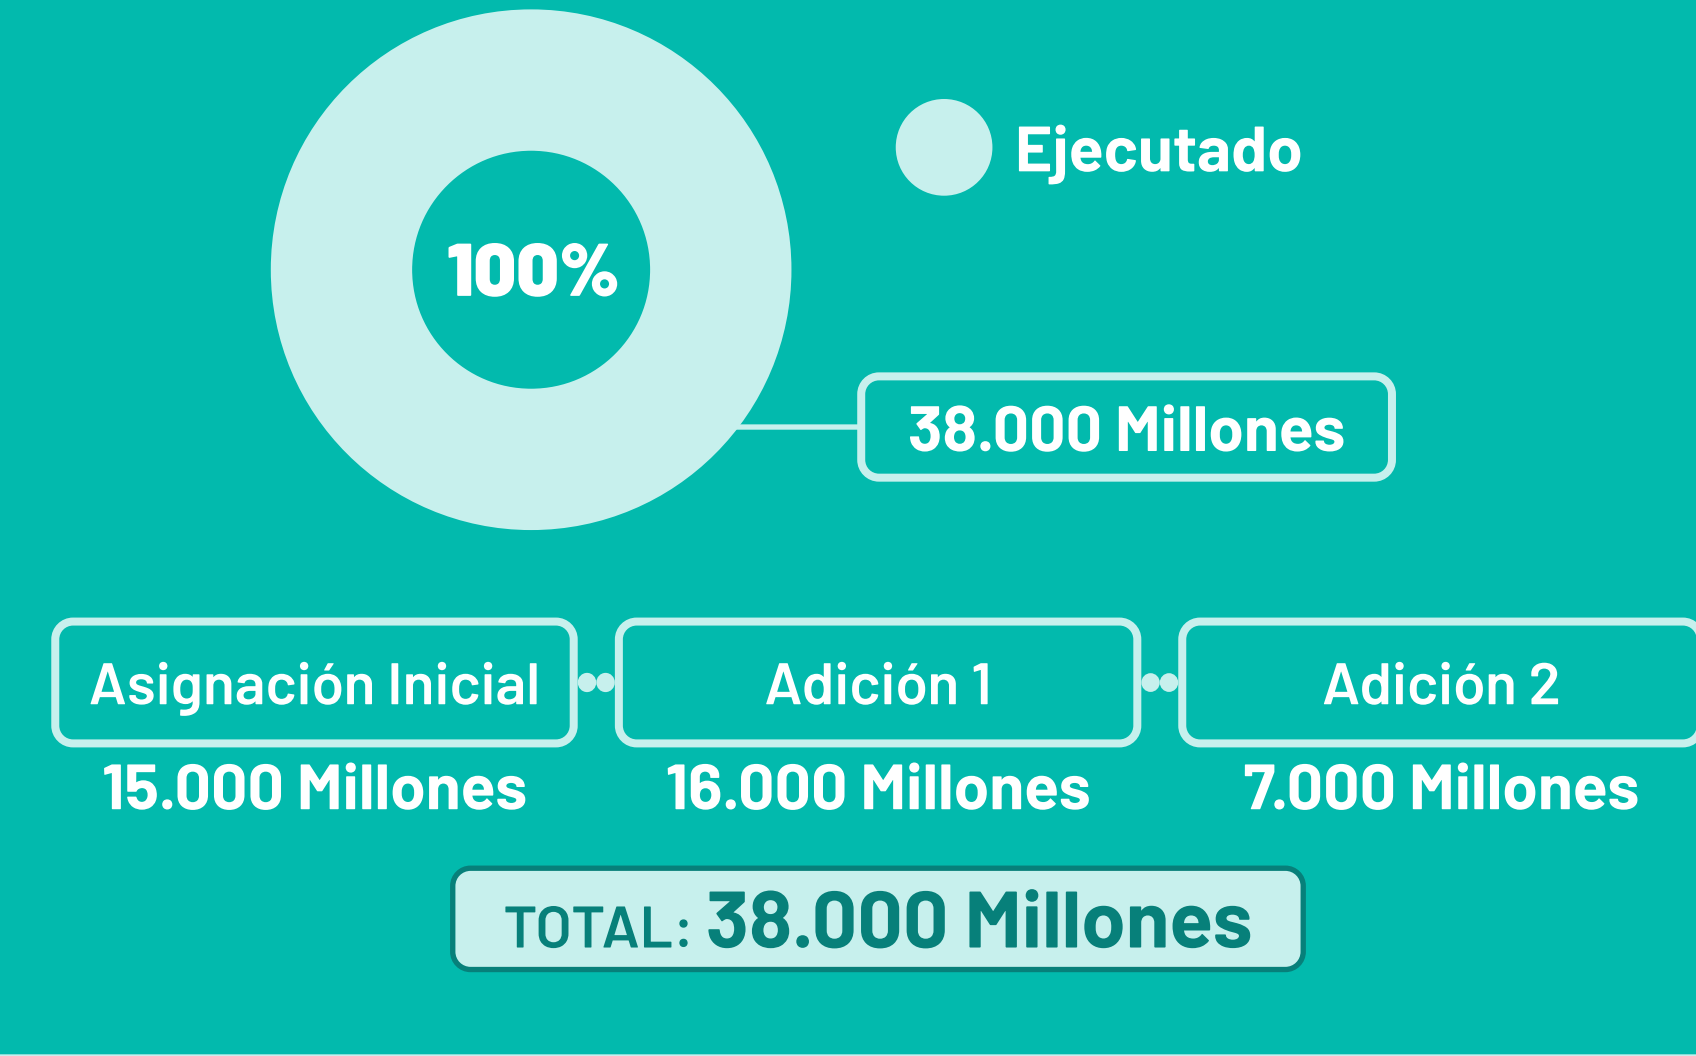 100%
Ejecutado
38.000 Millones
Asignación Inicial
15.000 Millones
Adición 1
16.000 Millones
Adición 2
7.000 Millones
TOTAL: 38.000 Millones